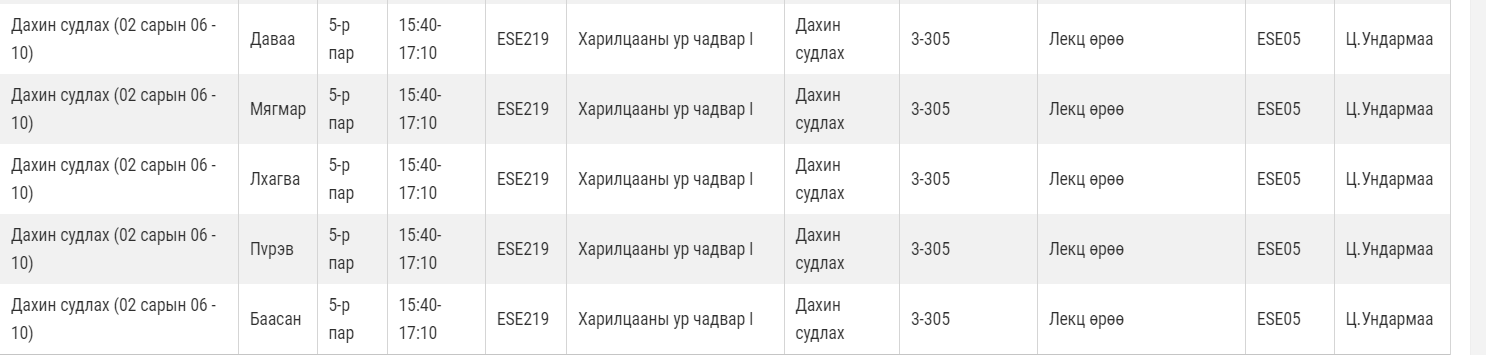 Дахин судлах (02 сарын 06 - 10) Даваа 5-р пар 15:40-17:10 ESE219 Харилцааны ур чадвар I Дахин судлах 3-305 Лекц өрөө ESE05 Ц.Ундармаа
Дахин судлах (02 сарын 06 - 10) Мягмар 5-р пар 15:40-17:10 ESE219 Харилцааны ур чадвар I Дахин судлах 3-305 Лекц өрөө ESE05 Ц.Ундармаа
Дахин судлах (02 сарын 06 - 10) Лхагва 5-р пар 15:40-17:10 ESE219 Харилцааны ур чадвар I Дахин судлах 3-305 Лекц өрөө ESE05 Ц.Ундармаа
Дахин судлах (02 сарын 06 - 10) Пvрэв 5-р пар 15:40-17:10 ESE219 Харилцааны ур чадвар I Дахин судлах 3-305 Лекц өрөө ESE05 Ц.Ундармаа
Дахин судлах (02 сарын 06 - 10) Баасан 5-р пар 15:40-17:10 ESE219 Харилцааны ур чадвар I Дахин судлах 3-305 Лекц өрөө ESE05 Ц.Ундармаа